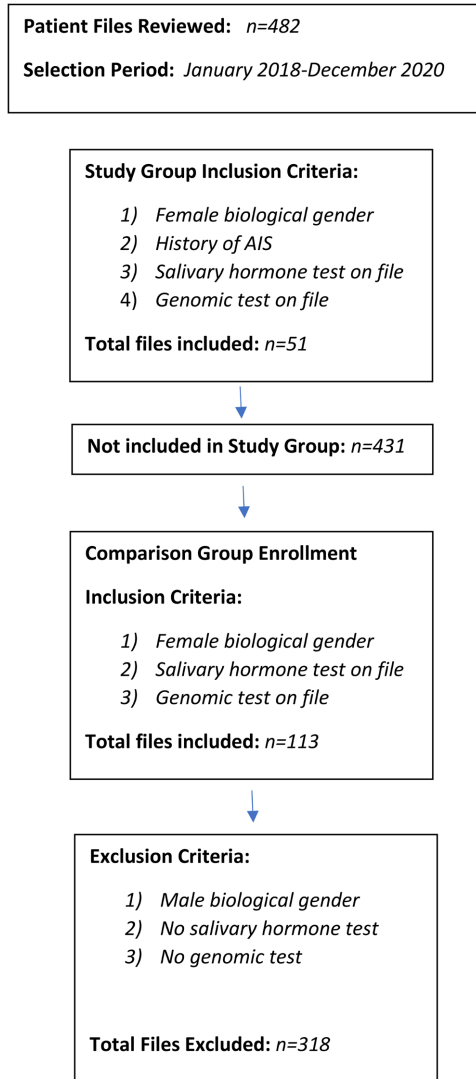 Patient Files Reviewed: n=482
Selection Period: January 2018-December 2020
Study Group Inclusion Criteria:
1) Female biological gender
2) History of AIS
3) Salivary hormone test on file
4) Genomic test on file
Total files included: n=51
Not included in Study Group: n=431
Comparison Group Enrollment
Inclusion Criteria:
1) Female biological gender
2) Salivary hormone test on file
3) Genomic test on file
Total files included: n=113
Exclusion Criteria:
1) Male biological gender
2) No salivary hormone test
3) No genomic test
Total Files Excluded: n=318